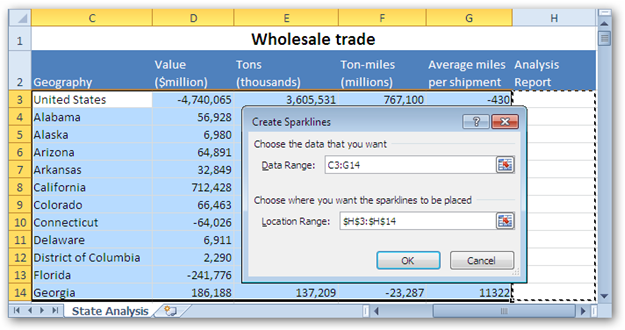 C D E F G H
1 Wholesale trade
Value Tons Ton-miles Average miles Analysis
2 Geography ($million) (thousands) (millions) per shipment Report
3 United States -4,740,065 3,605,531 767,100 -430
4 Alabama 56,928
5 Alaska 6,980
6 Arizona 64,891
7 Arkansas 32,849
8 California 712,428
9 Colorado 66,463
10 Connecticut -64,026
11 Delaware 6,911
12 District of Columbia 2,290
13 Florida -241,776
14 Georgia 186,188 137,209 -23,287 11322
Create Sparklines
Choose the data that you want
Data Range: C3:G14
Choose where you want the sparklines to be placed
Location Range: $H$3:$H$14
OK Cancel
State Analysis